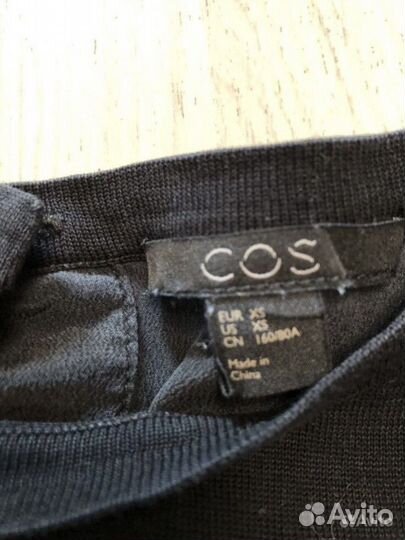 COS
EUR XS
US XS
CN 160/80A
Made in
China
Avito